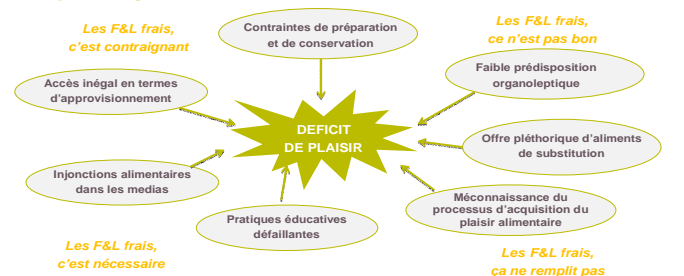 Les F&L frais,
c'est contraignant
Contraintes de préparation
et de conservation
Les F&L frais,
ce n'est pas bon
Accès inégal en termes
d'approvisionnement
Faible prédisposition
organoleptique
DEFICIT
DE PLAISIR
Offre pléthorique d'aliments
de substitution
Injonctions alimentaires
dans les medias
Pratiques éducatives
défaillantes
Méconnaissance du
processus d'acquisition du
plaisir alimentaire
Les F&L frais,
c'est nécessaire
Les F&L frais,
ça ne remplit pas